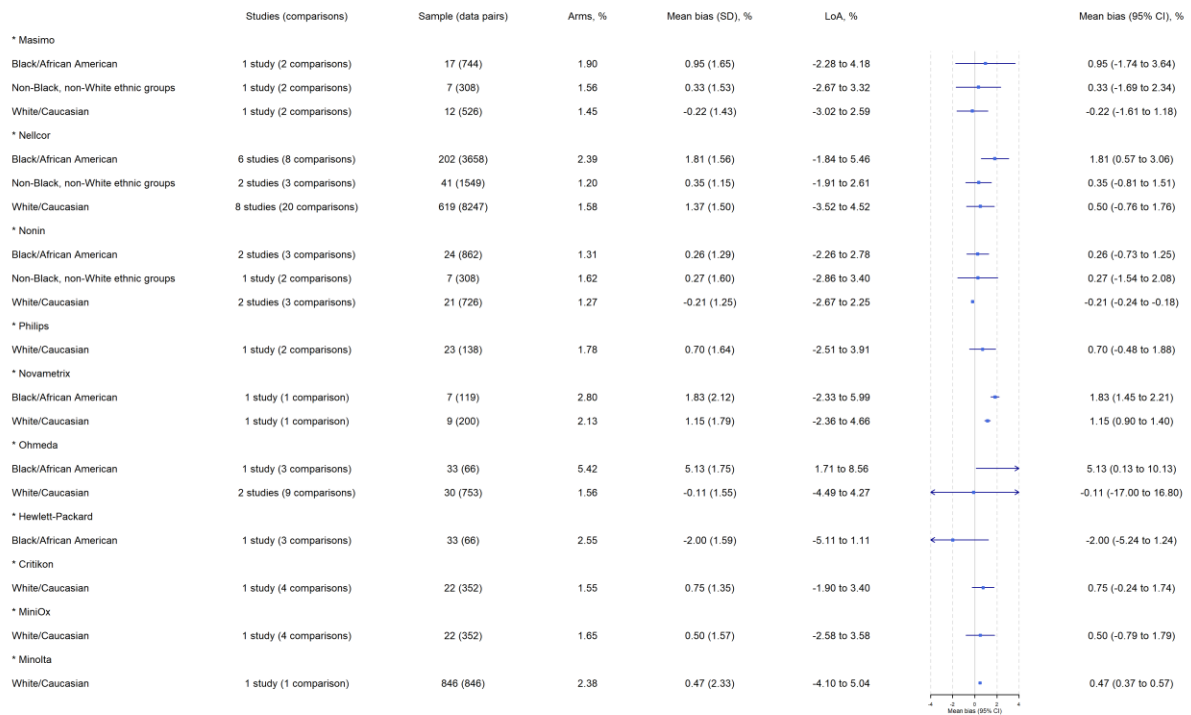 Studies (comparisons) Sample (data pairs) Arms, % Mean bias (SD), % LoA, % Mean bias (95% CI), %
* Masimo
Black/African American 1 study (2 comparisons) 17 (744) 1.90 0.95 (1.65) -2.28 to 4.18 0.95 (-1.74 to 3.64)
Non-Black, non-White ethnic groups 1 study (2 comparisons) 7 (308) 1.56 0.33 (1.53) -2.67 to 3.32 0.33 (-1.69 to 2.34)
White/Caucasian 1 study (2 comparisons) 12 (526) 1.45 -0.22 (1.43) -3.02 to 2.59 -0.22 (-1.61 to 1.18)
* Nellcor
Black/African American 6 studies (8 comparisons) 202 (3658) 2.39 1.81 (1.56) -1.84 to 5.46 1.81 (0.57 to 3.06)
Non-Black, non-White ethnic groups 2 studies (3 comparisons) 41 (1549) 1.20 0.35 (1.15) -1.91 to 2.61 0.35 (-0.81 to 1.51)
White/Caucasian 8 studies (20 comparisons) 619 (8247) 1.58 1.37 (1.50) -3.52 to 4.52 0.50 (-0.76 to 1.76)
* Nonin
Black/African American 2 studies (3 comparisons) 24 (862) 1.31 0.26 (1.29) -2.26 to 2.78 0.26 (-0.73 to 1.25)
Non-Black, non-White ethnic groups 1 study (2 comparisons) 7 (308) 1.62 0.27 (1.60) -2.86 to 3.40 0.27 (-1.54 to 2.08)
White/Caucasian 2 studies (3 comparisons) 21 (726) 1.27 -0.21 (1.25) -2.67 to 2.25 -0.21 (-0.24 to -0.18)
* Philips
White/Caucasian 1 study (2 comparisons) 23 (138) 1.78 0.70 (1.64) -2.51 to 3.91 0.70 (-0.48 to 1.88)
* Novametrix
Black/African American 1 study (1 comparison) 7 (119) 2.80 1.83 (2.12) -2.33 to 5.99 1.83 (1.45 to 2.21)
White/Caucasian 1 study (1 comparison) 9 (200) 2.13 1.15 (1.79) -2.36 to 4.66 1.15 (0.90 to 1.40)
* Ohmeda
Black/African American 1 study (3 comparisons) 33 (66) 5.42 5.13 (1.75) 1.71 to 8.56 5.13 (0.13 to 10.13)
White/Caucasian 2 studies (9 comparisons) 30 (753) 1.56 -0.11 (1.55) -4.49 to 4.27 -0.11 (-17.00 to 16.80)
* Hewlett-Packard
Black/African American 1 study (3 comparisons) 33 (66) 2.55 -2.00 (1.59) -5.11 to 1.11 -2.00 (-5.24 to 1.24)
* Critikon
White/Caucasian 1 study (4 comparisons) 22 (352) 1.55 0.75 (1.35) -1.90 to 3.40 0.75 (-0.24 to 1.74)
* MiniOx
White/Caucasian 1 study (4 comparisons) 22 (352) 1.65 0.50 (1.57) -2.58 to 3.58 0.50 (-0.79 to 1.79)
* Minolta
White/Caucasian 1 study (1 comparison) 846 (846) 2.38 0.47 (2.33) -4.10 to 5.04 0.47 (0.37 to 0.57)
-4 -2 0 2 4
Mean bias (95% CI)